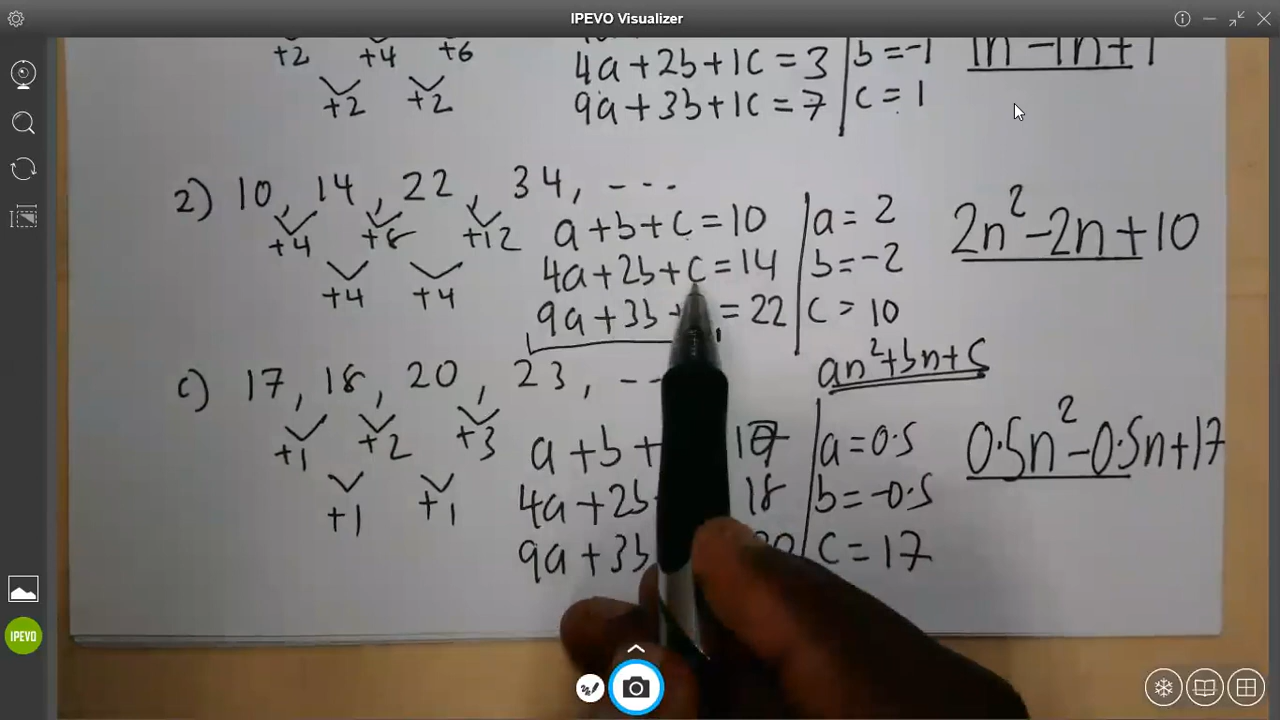 IPEVO Visualizer
+2 +4 +6
4a+2b+1c=3 b=-1 1n²-1n+1
+2 +2 9a+3b+1c=7 c=1
2) 10, 14, 22, 34, ---
+4 +8 +12 a+b+c=10 a=2 2n²-2n+10
+4 +4 4a+2b+c=14 b=-2
9a+3b+ =22 c=10
an²+bn+c
c) 17, 18, 20, 23, --
+1 +2 +3 a+b+ 17 a=0.5 0.5n²-0.5n+17
+1 +1 4a+2b 18 b=-0.5
9a+3b 20 c=17
IPEVO